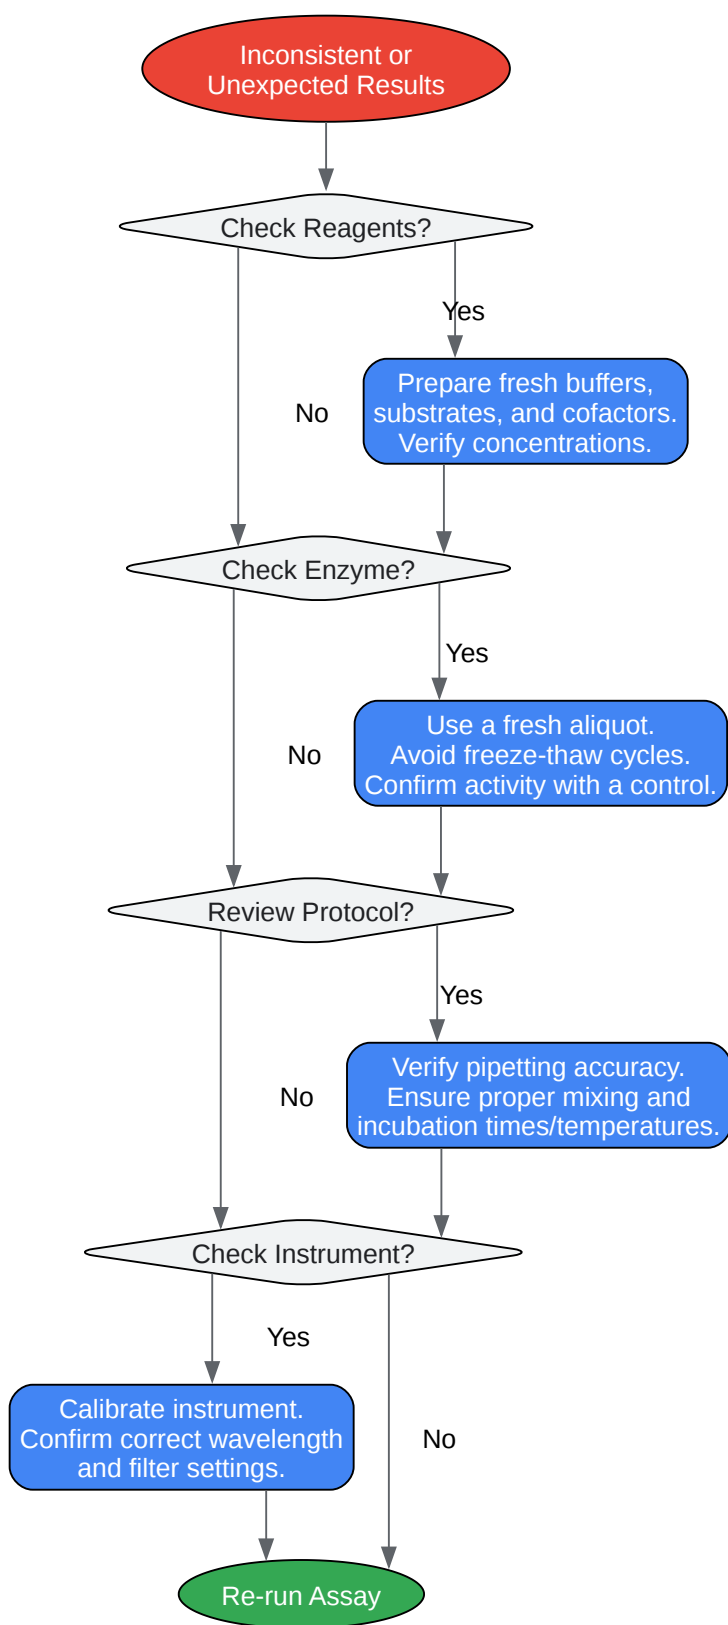 Inconsistent or
Unexpected Results
Check Reagents?
Yes
Prepare fresh buffers,
substrates, and cofactors.
Verify concentrations.
No
Check Enzyme?
Yes
Use a fresh aliquot.
Avoid freeze-thaw cycles.
Confirm activity with a control.
No
Review Protocol?
Yes
Verify pipetting accuracy.
Ensure proper mixing and
incubation times/temperatures.
No
Check Instrument?
Yes
Calibrate instrument.
Confirm correct wavelength
and filter settings.
No
Re-run Assay